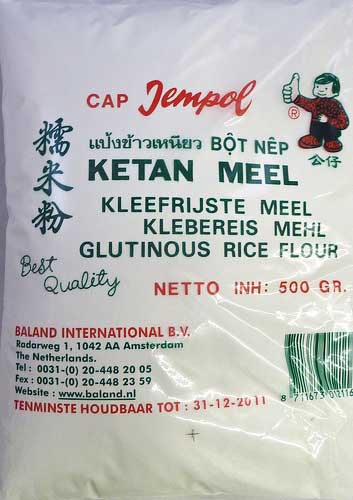 CAP Jempol
®
แป้งข้าวเหนียว BỘT NÊP
公仔
糯米粉
KETAN MEEL
KLEEFRIJSTE MEEL
KLEBEREIS MEHL
GLUTINOUS RICE FLOUR
Best
Quality
NETTO INH: 500 GR.
BALAND INTERNATIONAL B.V.
Radarweg 1, 1042 AA Amsterdam
The Netherlands.
Tel : 0031-(0) 20-448 20 05
Fex : 0031-(0) 20-448 23 59
Website : www.baland.nl
TENMINSTE HOUDBAAR TOT : 31-12-2011